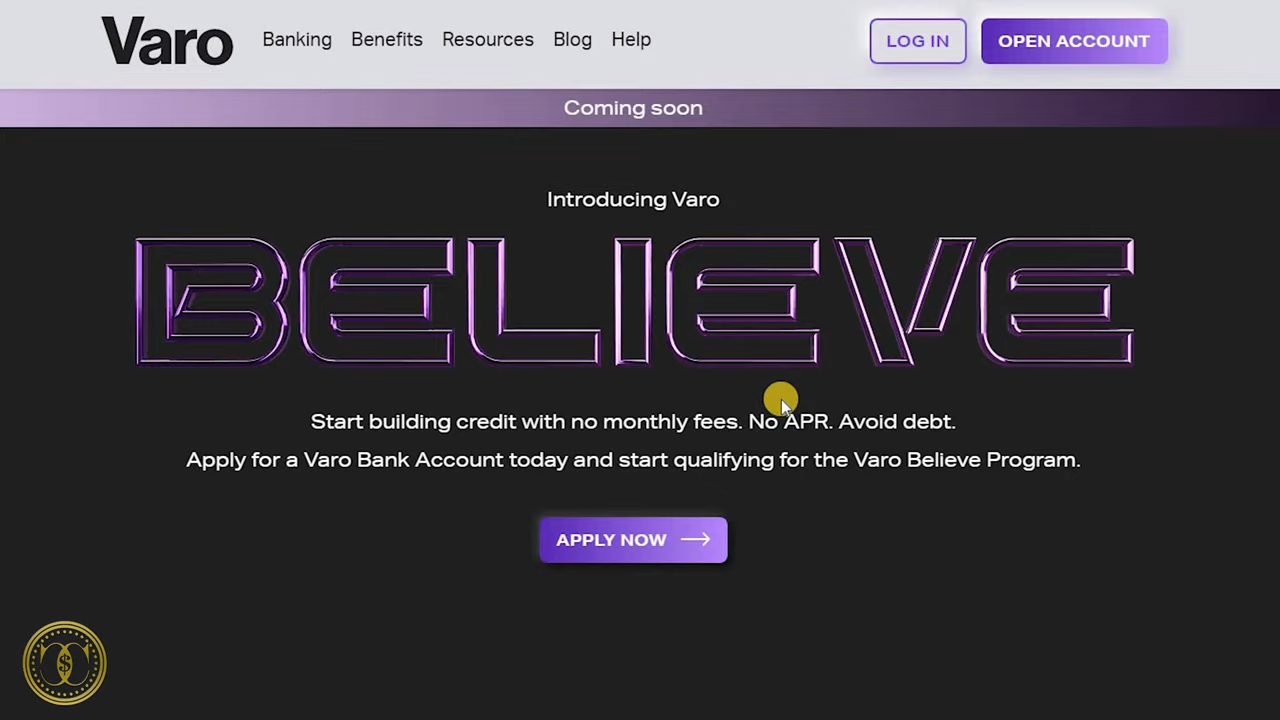 Varo
Banking Benefits Resources Blog Help
LOG IN
OPEN ACCOUNT
Coming soon
Introducing Varo
BELIEVE
Start building credit with no monthly fees. No APR. Avoid debt.
Apply for a Varo Bank Account today and start qualifying for the Varo Believe Program.
APPLY NOW
$